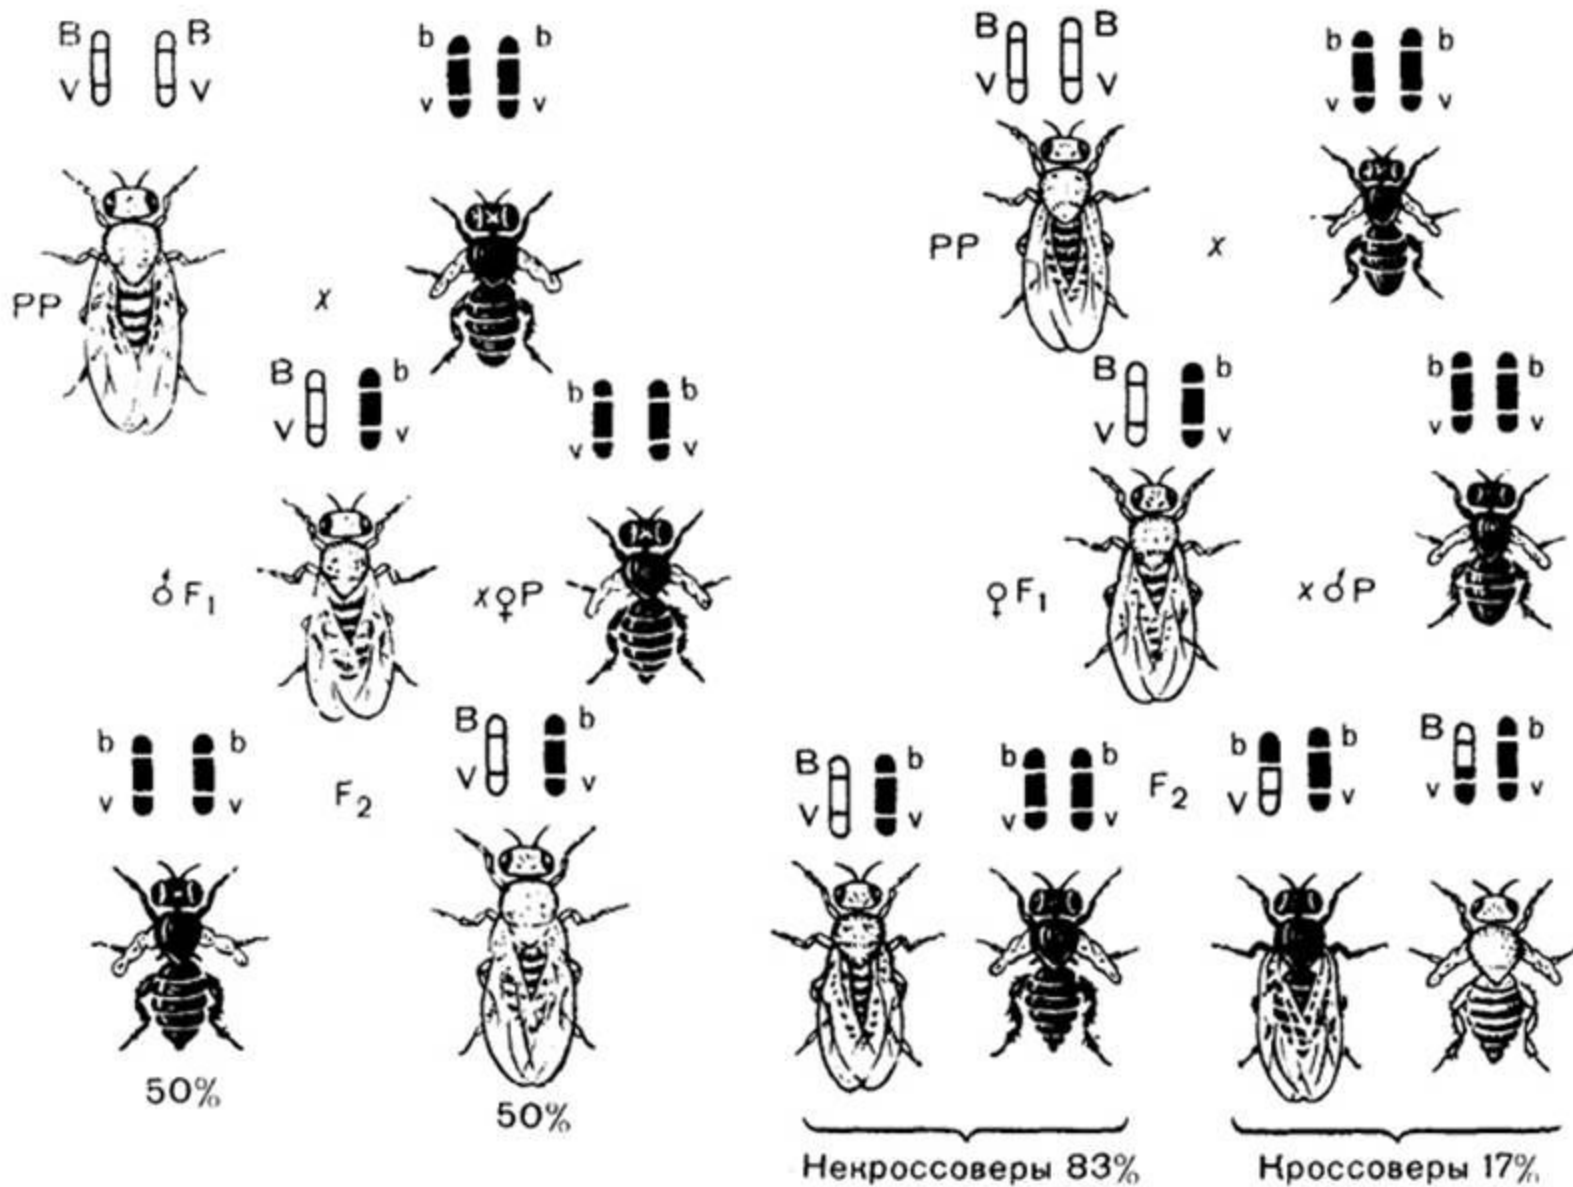 B B b b
V V v v
PP x
B b b b
V v v v
♂ F₁ x ♀ P
b b B b
v v F₂ V v
50% 50%
B B b b
V V v v
PP x
B b b b
V v v v
♀ F₁ x ♂ P
B b b b F₂ b b B b
V v v v V v v v
Некроссоверы 83% Кроссоверы 17%